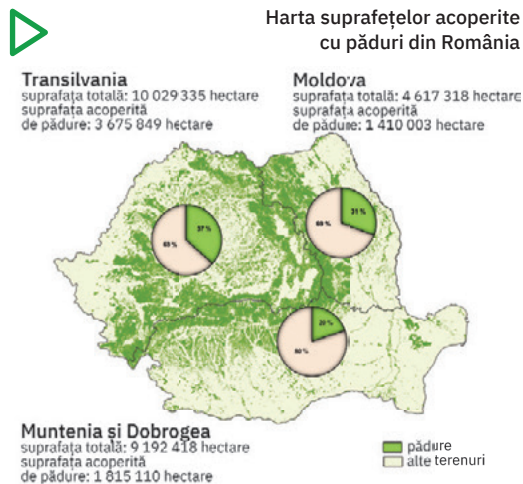 Harta suprafețelor acoperite
cu păduri din România
Transilvania
suprafața totală: 10 029 335 hectare
suprafața acoperită
de pădure: 3 675 849 hectare
Moldova
suprafața totală: 4 617 318 hectare
suprafața acoperită
de pădure: 1 410 003 hectare
37 %
63 %
31 %
69 %
20 %
80 %
Muntenia și Dobrogea
suprafața totală: 9 192 418 hectare
suprafața acoperită
de pădure: 1 815 110 hectare
pădure
alte terenuri